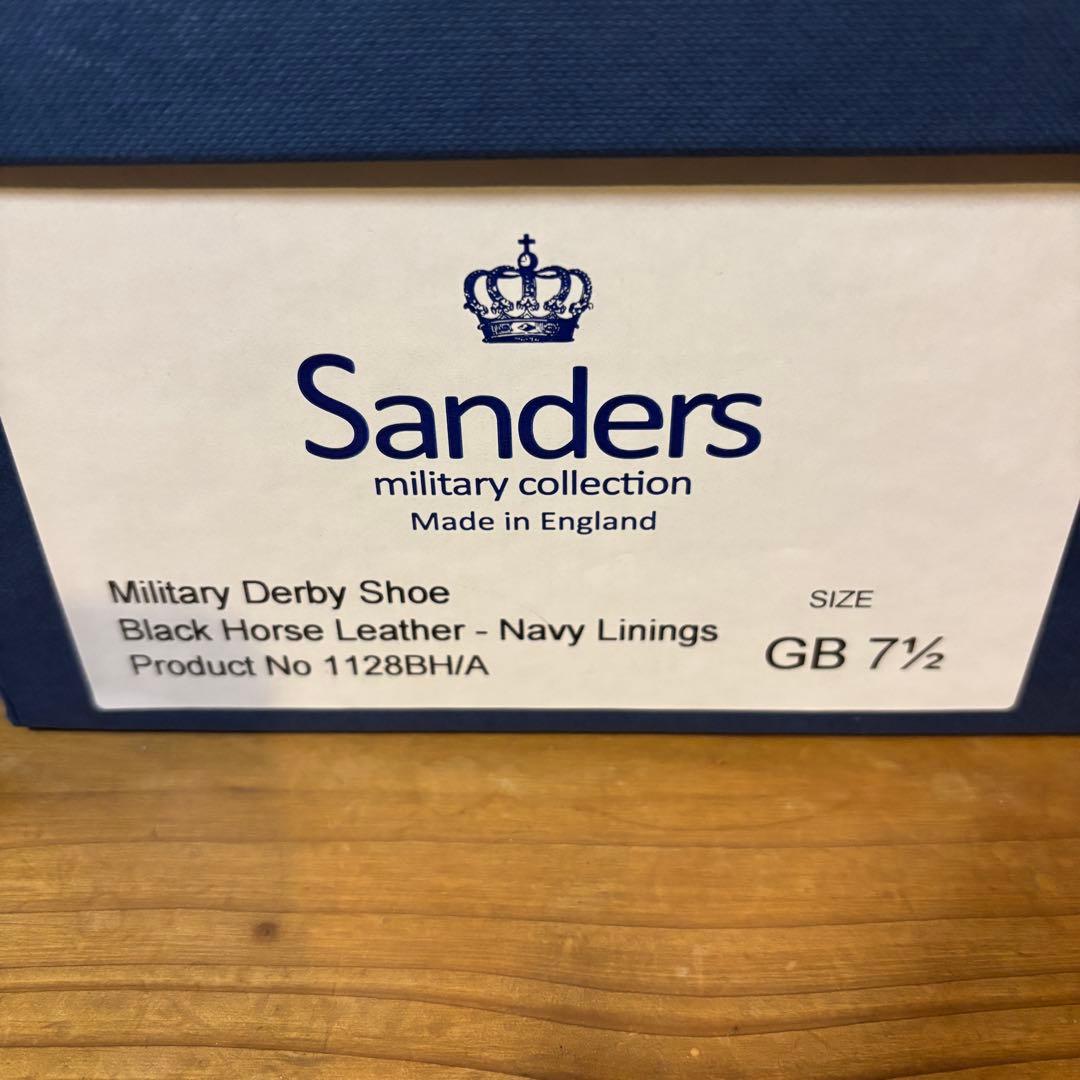 Sanders
military collection
Made in England
Military Derby Shoe
Black Horse Leather - Navy Linings
Product No 1128BH/A
SIZE
GB 7½